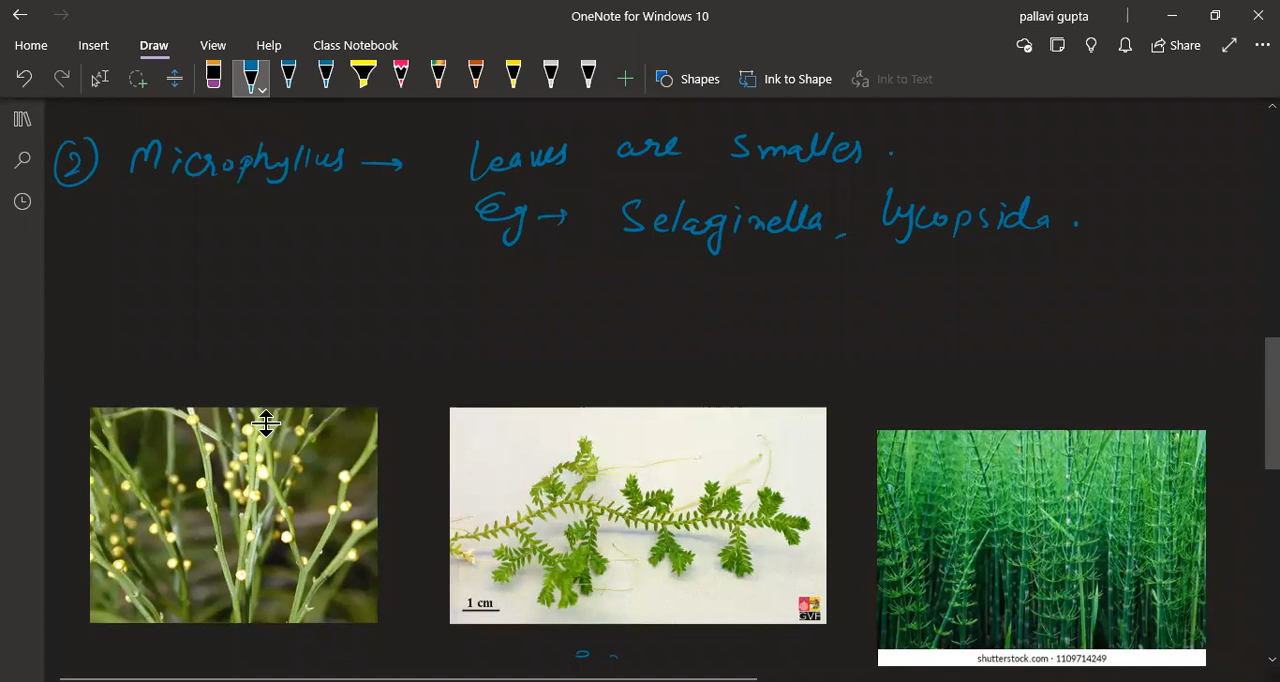 OneNote for Windows 10
pallavi gupta
Home Insert Draw View Help Class Notebook
Share
Shapes Ink to Shape Ink to Text
② Microphyllus → Leaves are smaller.
Eg → Selaginella, Lycopsida.
1 cm
GVF
shutterstock.com · 1109714249